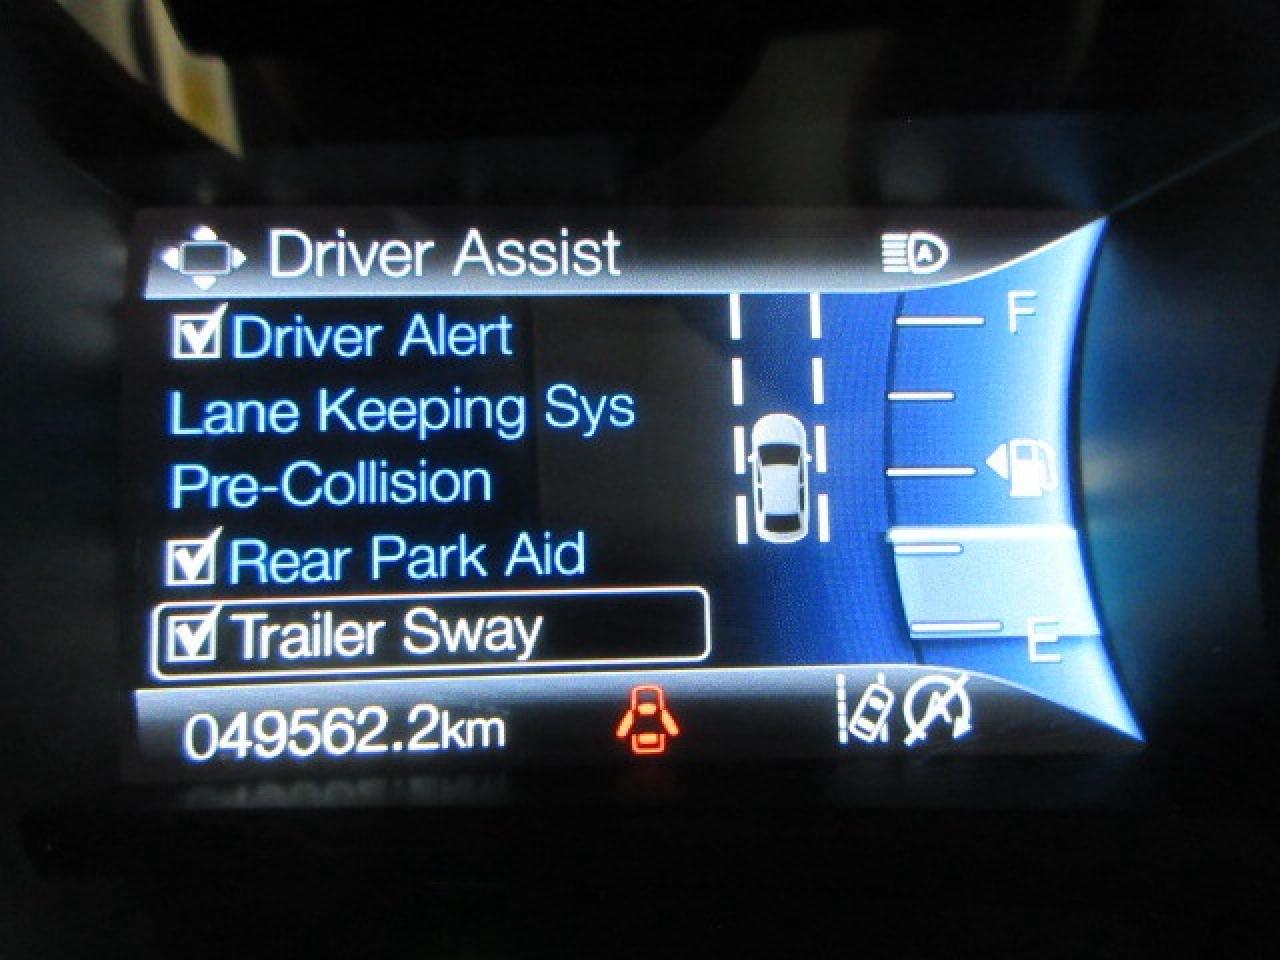 Driver Assist
A
Driver Alert
F
Lane Keeping Sys
Pre-Collision
Rear Park Aid
Trailer Sway
E
049562.2km
A